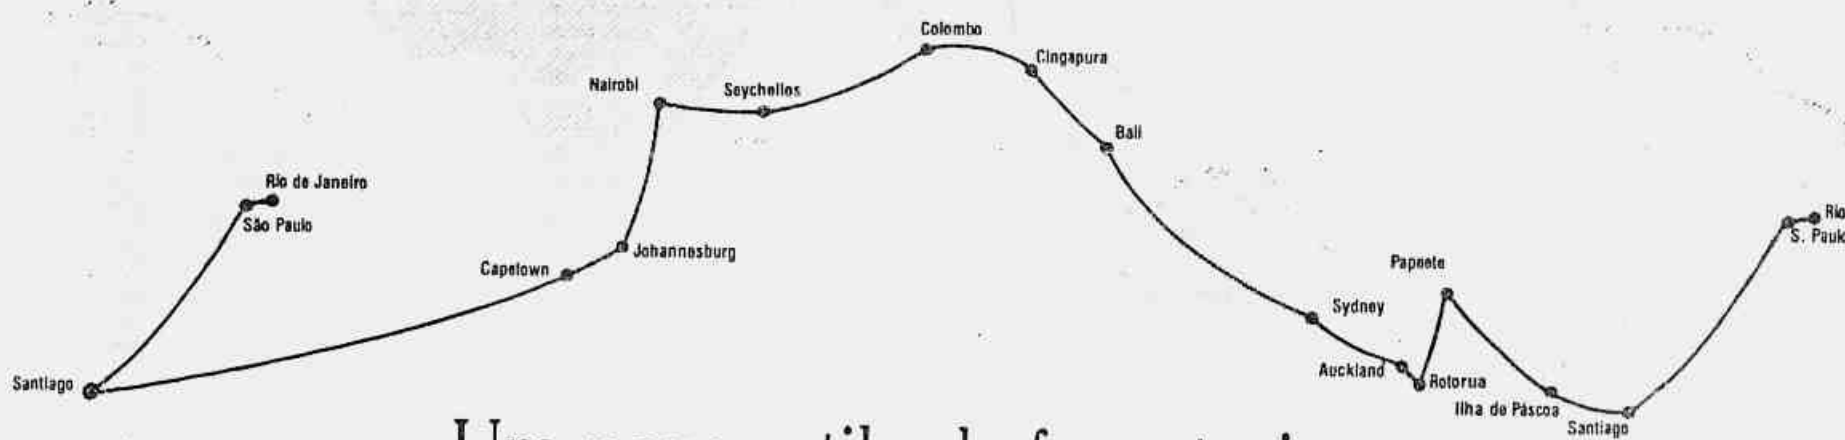 Colombo
Cingapura
Nairobi
Seychelles
Bali
Rio de Janeiro
São Paulo
Johannesburg
Capetown
Rio
S. Paul
Papeete
Sydney
Auckland
Rotorua
Santiago
Ilha de Páscoa
Santiago